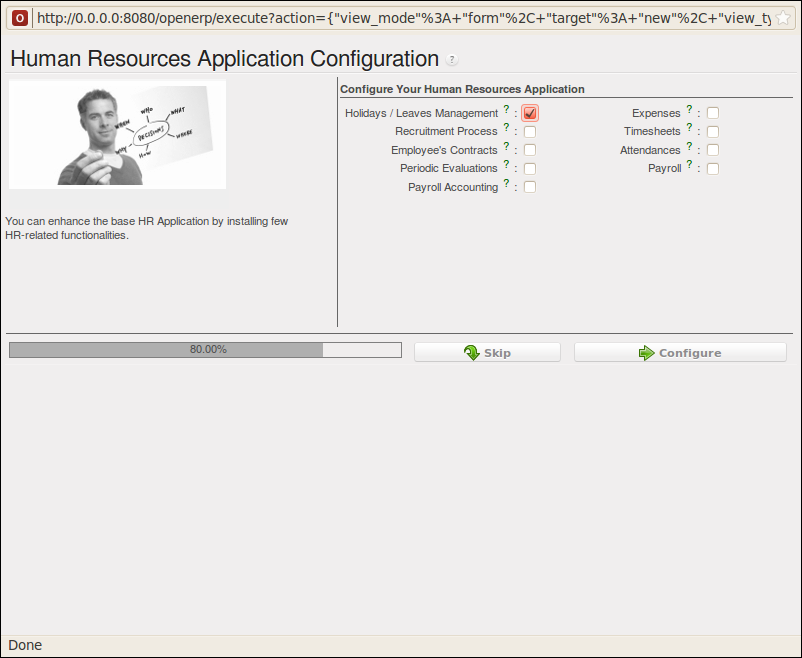 http://0.0.0.0:8080/openerp/execute?action={"view_mode"%3A+"form"%2C+"target"%3A+"new"%2C+"view_ty
Human Resources Application Configuration ?
WHO
WHAT
WHEN
DECISIONS
WHERE
WHY
HOW
You can enhance the base HR Application by installing few
HR-related functionalities.
Configure Your Human Resources Application
Holidays / Leaves Management ? :
Expenses ? :
Recruitment Process ? :
Timesheets ? :
Employee's Contracts ? :
Attendances ? :
Periodic Evaluations ? :
Payroll ? :
Payroll Accounting ? :
80.00%
Skip
Configure
Done